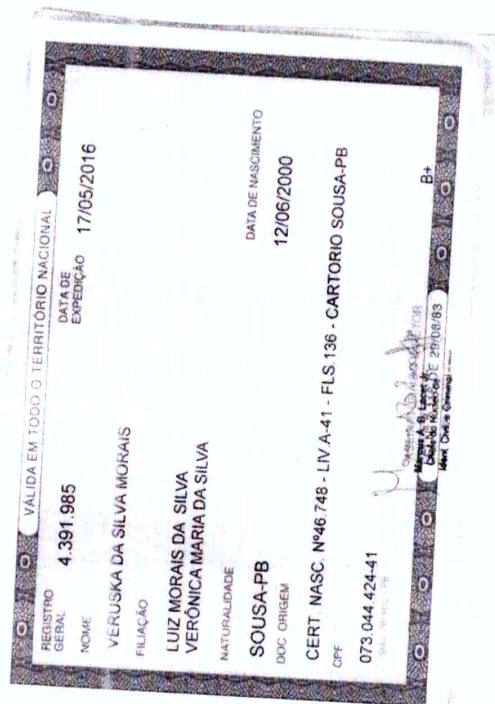 VÁLIDA EM TODO O TERRITÓRIO NACIONAL
REGISTRO GERAL 4.391.985 DATA DE EXPEDIÇÃO 17/05/2016
NOME
VERUSKA DA SILVA MORAIS
FILIAÇÃO
LUIZ MORAIS DA SILVA
VERÔNICA MARIA DA SILVA
NATURALIDADE DATA DE NASCIMENTO
SOUSA-PB 12/06/2000
DOC ORIGEM
CERT. NASC. Nº46.748 - LIV.A-41 - FLS.136 - CARTORIO SOUSA-PB
CPF
073.044.424-41
B+
DE 29/08/83